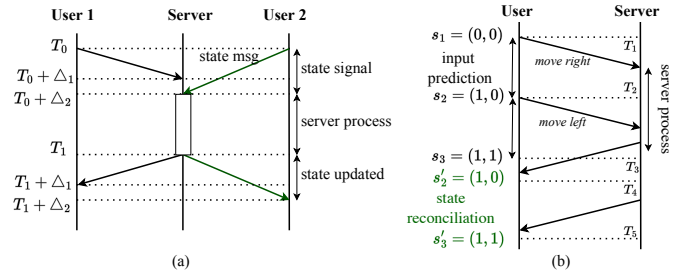 User 1
Server
User 2
T₀
state msg
state signal
T₀ + △₁
T₀ + △₂
server process
T₁
state updated
T₁ + △₁
T₁ + △₂
(a)
User
Server
s₁ = (0, 0)
T₁
input
prediction
move right
T₂
s₂ = (1, 0)
server process
move left
s₃ = (1, 1)
T₃
s′₂ = (1, 0)
T₄
state
reconciliation
s′₃ = (1, 1)
T₅
(b)